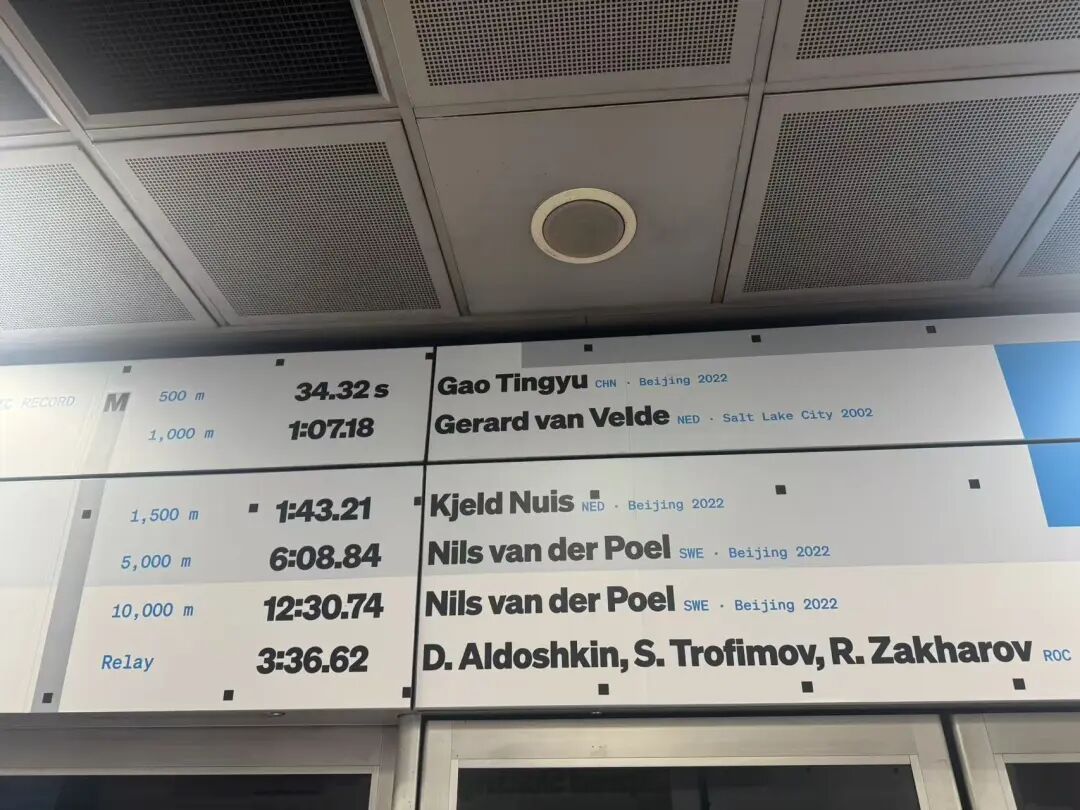 RECORD M 500 m 34.32 s Gao Tingyu CHN · Beijing 2022
1,000 m 1:07.18 Gerard van Velde NED · Salt Lake City 2002
1,500 m 1:43.21 Kjeld Nuis NED · Beijing 2022
5,000 m 6:08.84 Nils van der Poel SWE · Beijing 2022
10,000 m 12:30.74 Nils van der Poel SWE · Beijing 2022
Relay 3:36.62 D. Aldoshkin, S. Trofimov, R. Zakharov ROC